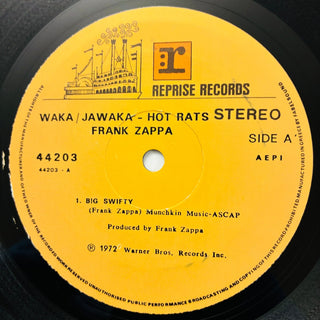 r
REPRISE RECORDS
WAKA/JAWAKA - HOT RATS STEREO
FRANK ZAPPA
SIDE A
44203
AEPI
44203 - A
1. BIG SWIFTY
(Frank Zappa) Munchkin Music-ASCAP
Produced by Frank Zappa
℗ © 1972 Warner Bros, Records Inc.